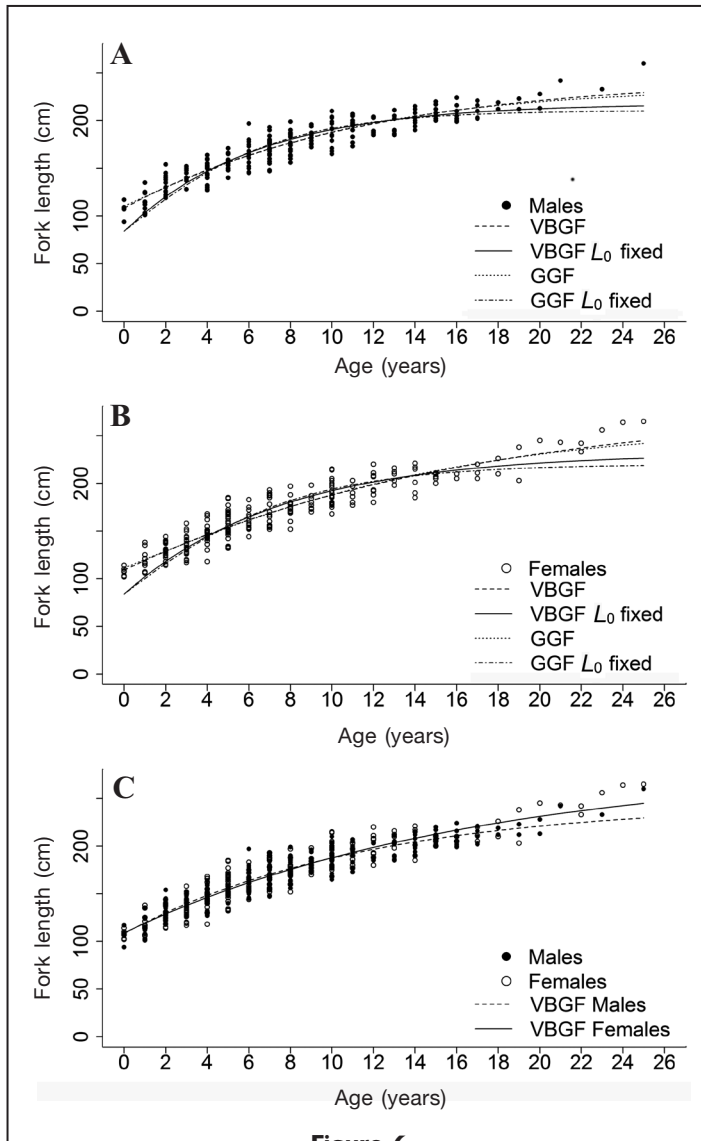 A
Fork length (cm)
200
100
50
0
Males
VBGF
VBGF L0 fixed
GGF
GGF L0 fixed
0 2 4 6 8 10 12 14 16 18 20 22 24 26
Age (years)
B
Fork length (cm)
200
100
50
0
Females
VBGF
VBGF L0 fixed
GGF
GGF L0 fixed
0 2 4 6 8 10 12 14 16 18 20 22 24 26
Age (years)
C
Fork length (cm)
200
100
50
0
Males
Females
VBGF Males
VBGF Females
0 2 4 6 8 10 12 14 16 18 20 22 24 26
Age (years)
Figure 6